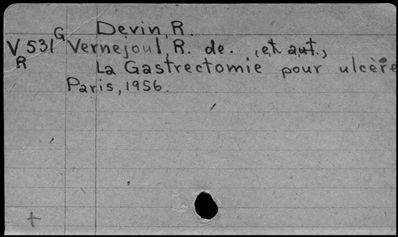 Devin, R.
G
V 531 Vernejoul R. de. , et aut.,
R
La Gastrectomie pour ulcère
Paris, 1956.
+